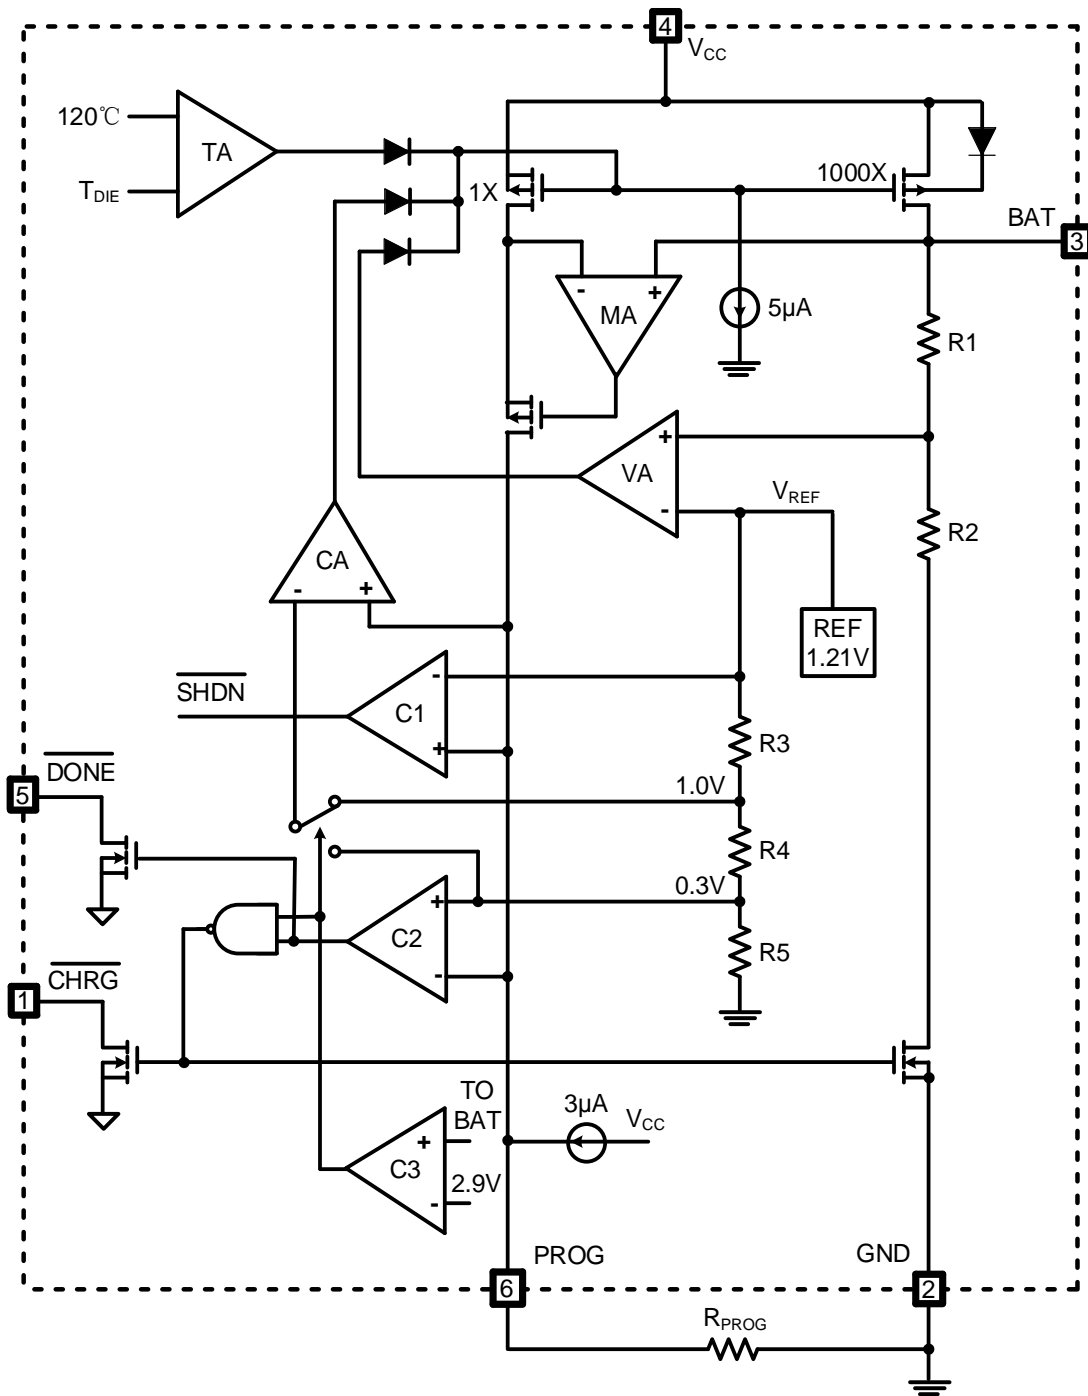 4
VCC
120℃
TA
TDIE
1X
1000X
BAT
3
- +
MA
5µA
R1
+
VA
-
VREF
R2
CA
- +
REF
1.21V
SHDN
-
C1
+
R3
DONE
5
1.0V
R4
0.3V
+
C2
-
R5
CHRG
1
TO
BAT
3µA
VCC
+
C3
2.9V
-
PROG
GND
6
2
RPROG